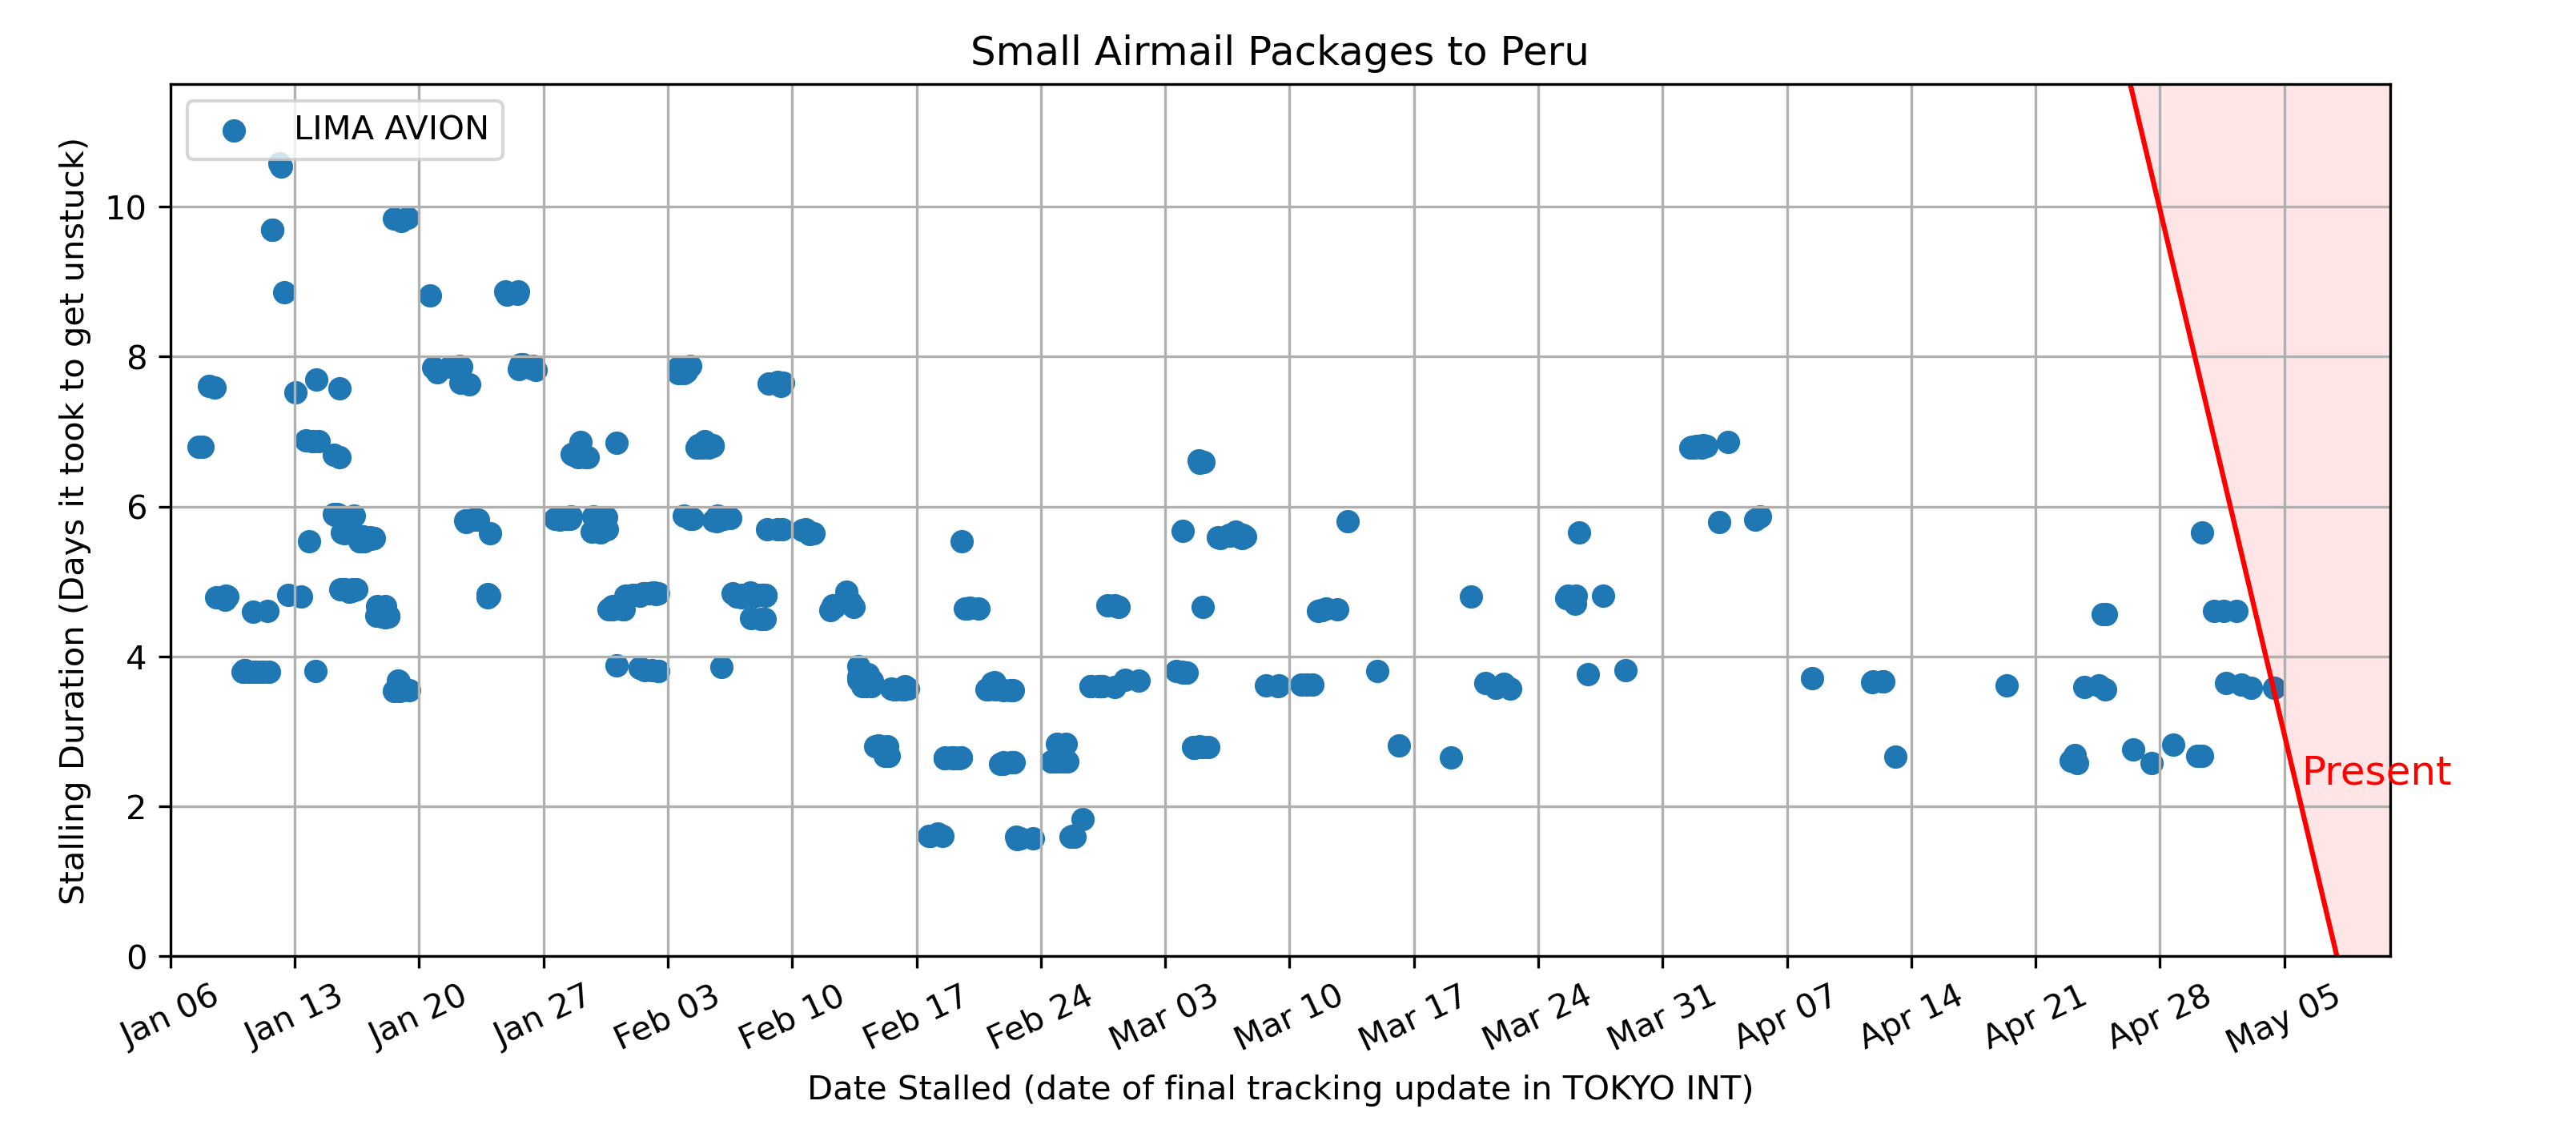 Small Airmail Packages to Peru
LIMA AVION
Stalling Duration (Days it took to get unstuck)
10
8
6
4
2
0
Present
Jan 06
Jan 13
Jan 20
Jan 27
Feb 03
Feb 10
Feb 17
Feb 24
Mar 03
Mar 10
Mar 17
Mar 24
Mar 31
Apr 07
Apr 14
Apr 21
Apr 28
May 05
Date Stalled (date of final tracking update in TOKYO INT)